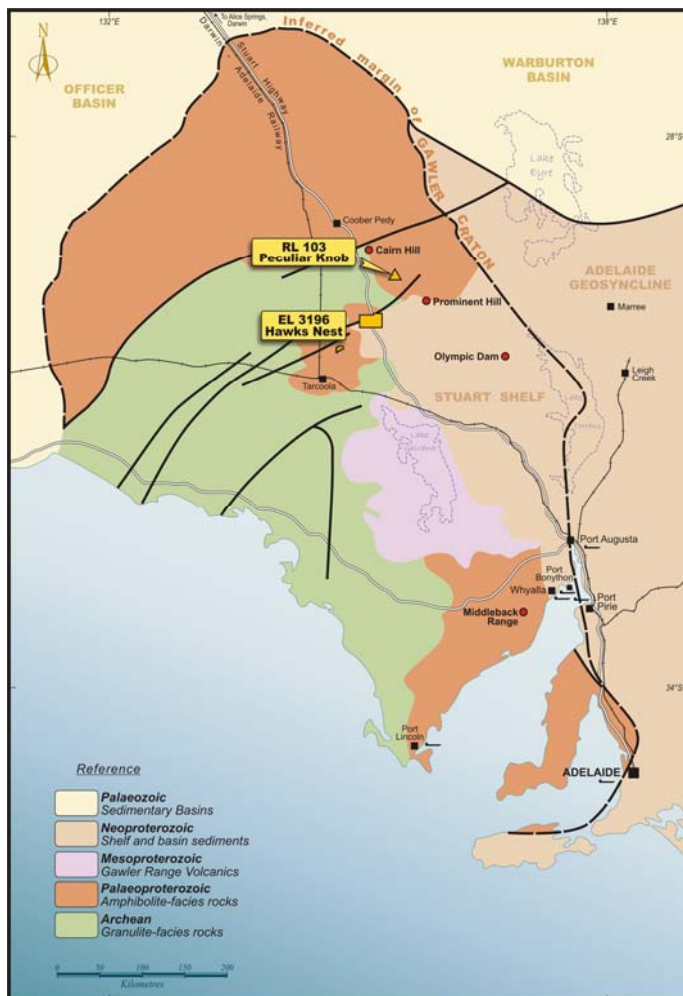 132°E
138°E
To Alice Springs,
Darwin
N
Inferred margin of GAWLER CRATON
WARBURTON
BASIN
OFFICER
BASIN
Stuart Highway
Darwin Adelaide Railway
28°S
Lake
Eyre
Coober Pedy
RL 103
Peculiar Knob
Cairn Hill
ADELAIDE
GEOSYNCLINE
Prominent Hill
Marree
EL 3196
Hawks Nest
Olympic Dam
Leigh
Creek
Tarcoola
STUART SHELF
Lake
Lake
Port Augusta
Port
Bonython
Whyalla
Port
Pirie
Middleback
Range
34°S
Port
Lincoln
ADELAIDE
Reference
Palaeozoic
Sedimentary Basins
Neoproterozoic
Shelf and basin sediments
Mesoproterozoic
Gawler Range Volcanics
Palaeoproterozoic
Amphibolite-facies rocks
Archean
Granulite-facies rocks
0 50 100 150 200
Kilometres